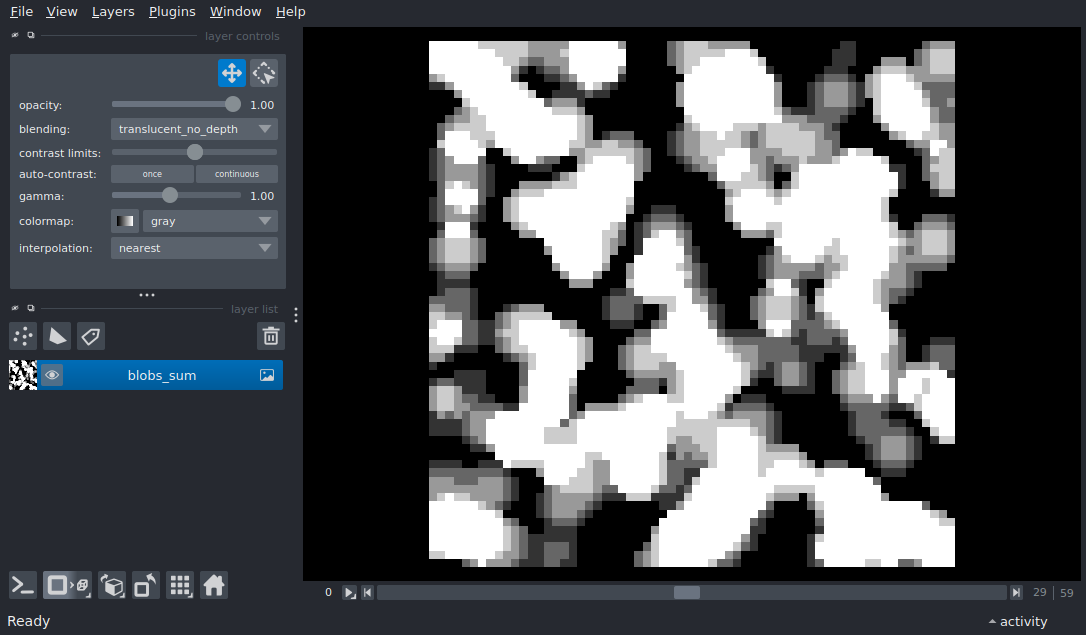 File View Layers Plugins Window Help
layer controls
opacity: 1.00
blending: translucent_no_depth
contrast limits:
auto-contrast: once continuous
gamma: 1.00
colormap: gray
interpolation: nearest
layer list
blobs_sum
0 29 59
Ready activity